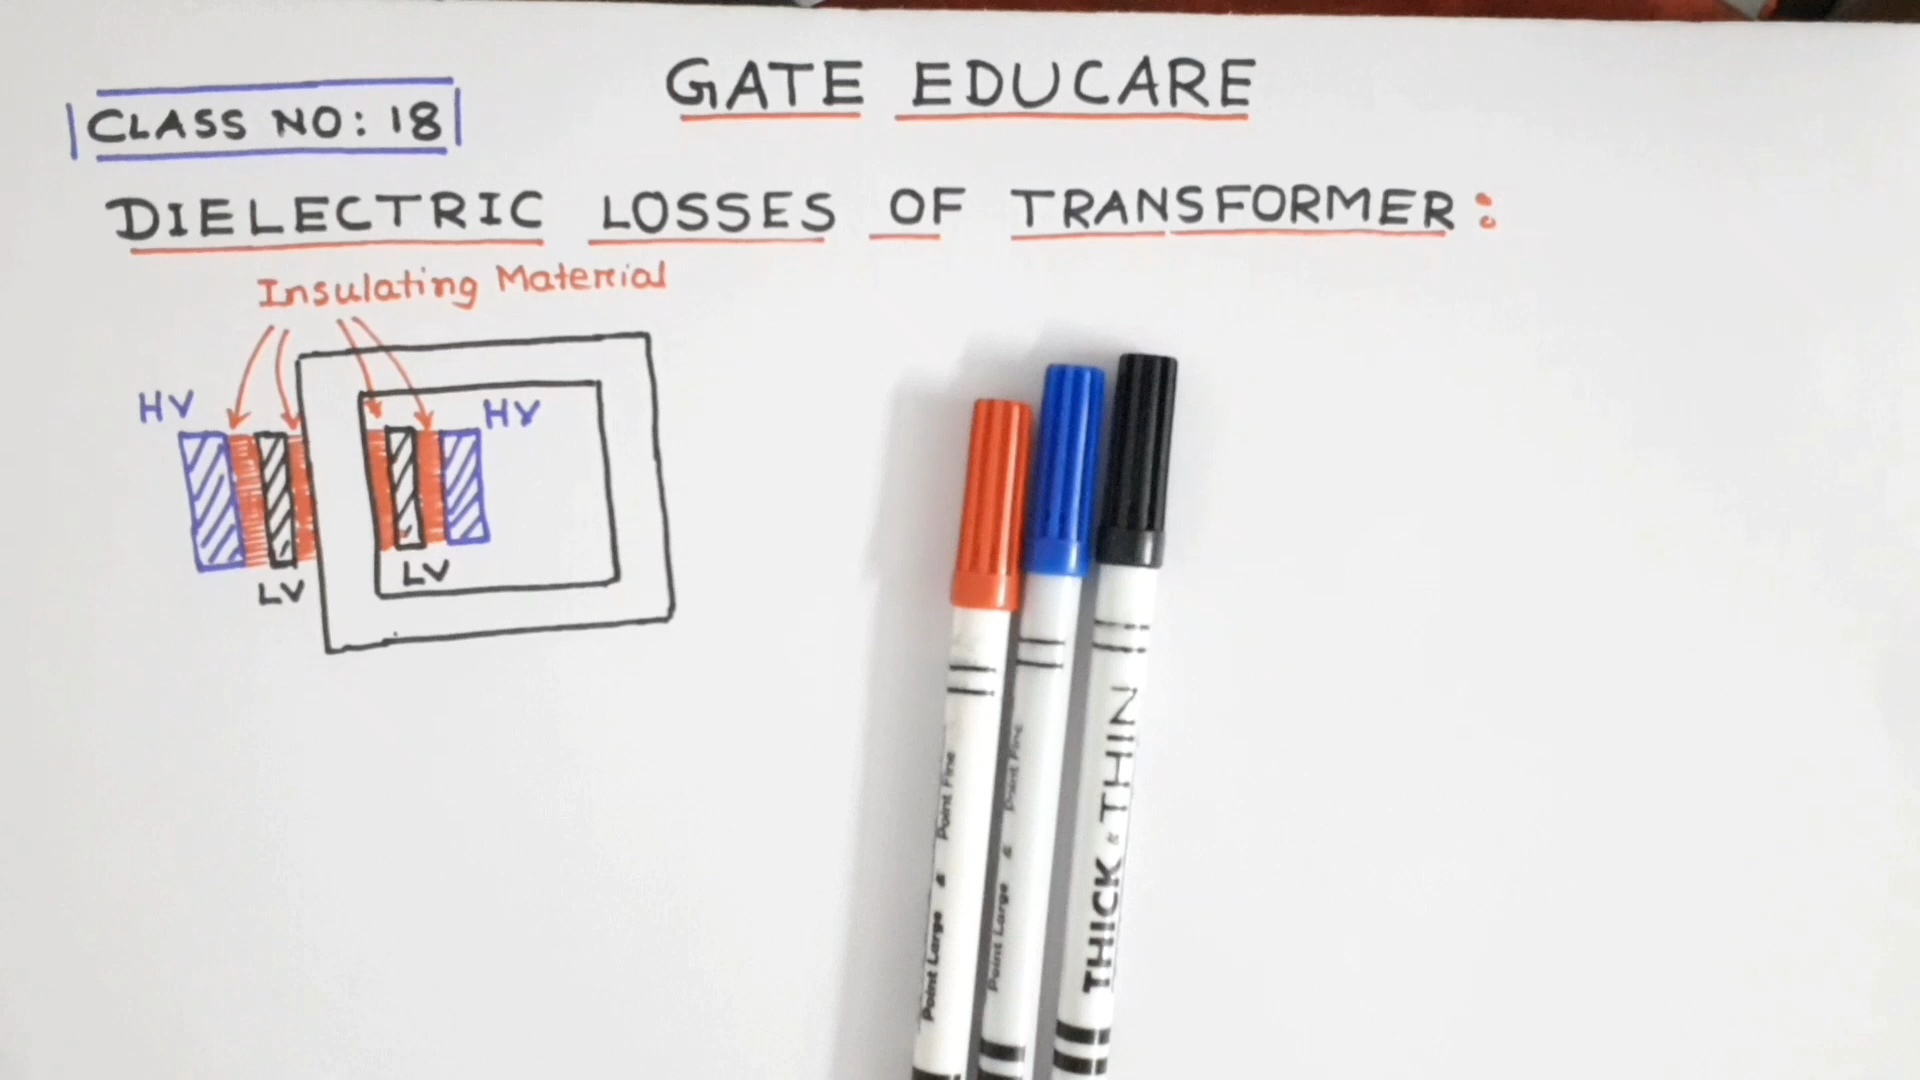 GATE EDUCARE
CLASS NO: 18
DIELECTRIC LOSSES OF TRANSFORMER:
Insulating Material
HV
HV
LV
LV
Point Large & Point Fine
Point Large & Point Fine
THICK & THIN